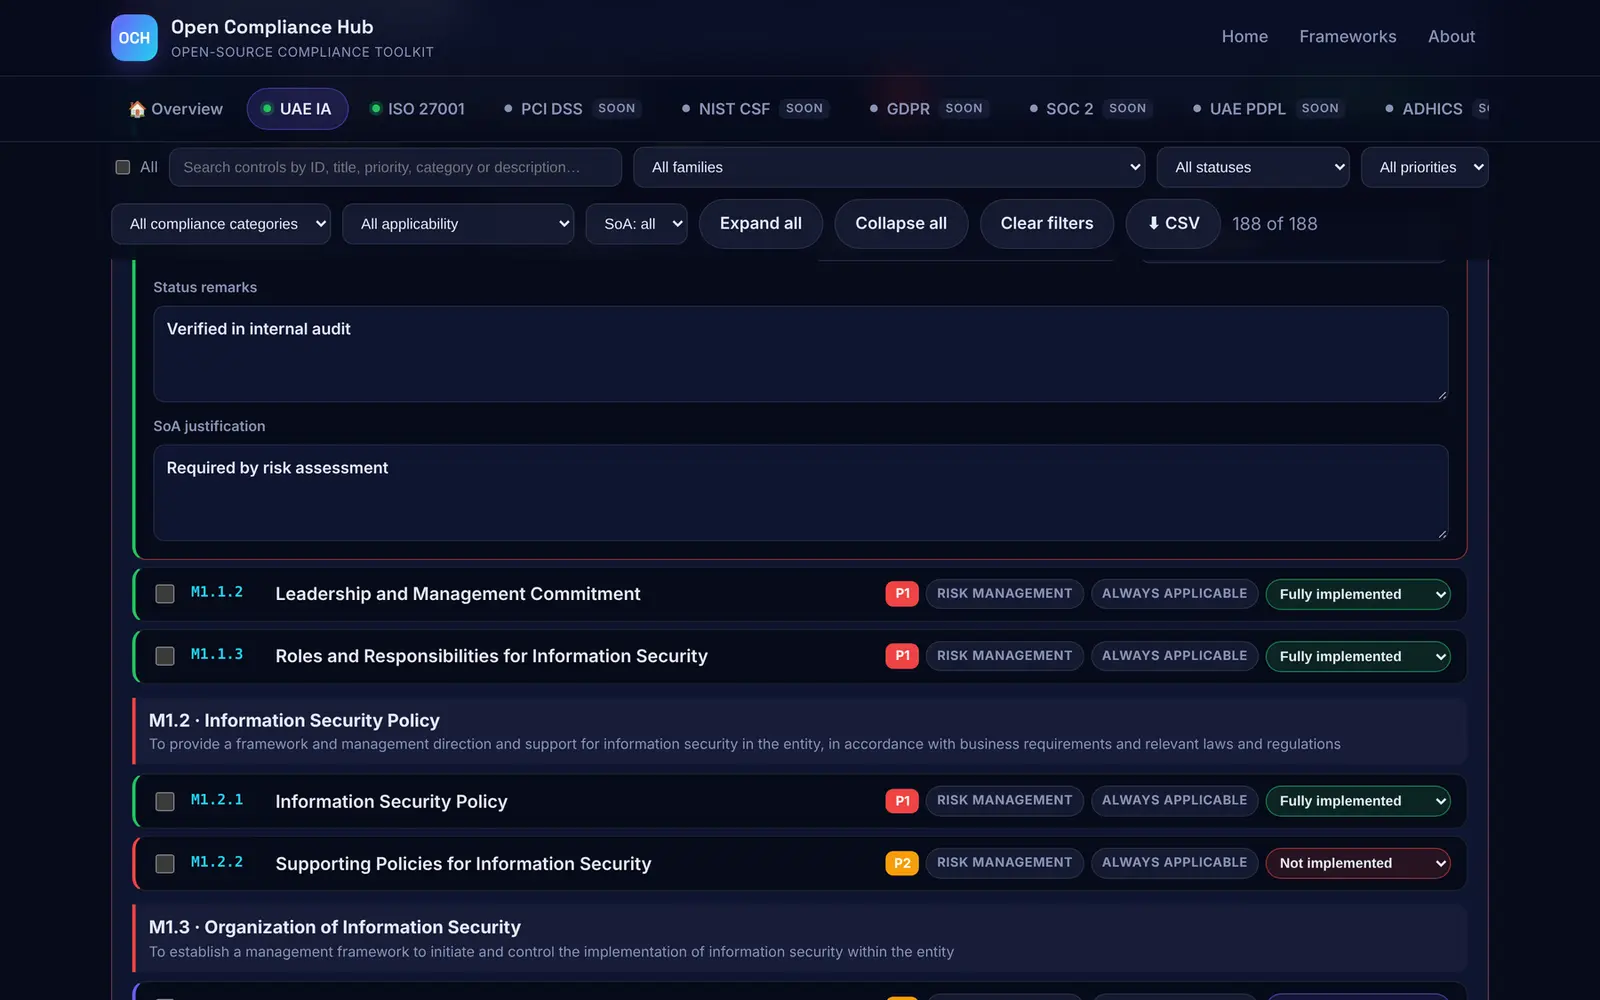 OCH
Open Compliance Hub
OPEN-SOURCE COMPLIANCE TOOLKIT
Home Frameworks About
Overview UAE IA ISO 27001 PCI DSS SOON NIST CSF SOON GDPR SOON SOC 2 SOON UAE PDPL SOON ADHICS
All Search controls by ID, title, priority, category or description… All families All statuses All priorities
All compliance categories All applicability SoA: all Expand all Collapse all Clear filters ⬇ CSV 188 of 188
Status remarks
Verified in internal audit
SoA justification
Required by risk assessment
M1.1.2 Leadership and Management Commitment P1 RISK MANAGEMENT ALWAYS APPLICABLE Fully implemented
M1.1.3 Roles and Responsibilities for Information Security P1 RISK MANAGEMENT ALWAYS APPLICABLE Fully implemented
M1.2 · Information Security Policy
To provide a framework and management direction and support for information security in the entity, in accordance with business requirements and relevant laws and regulations
M1.2.1 Information Security Policy P1 RISK MANAGEMENT ALWAYS APPLICABLE Fully implemented
M1.2.2 Supporting Policies for Information Security P2 RISK MANAGEMENT ALWAYS APPLICABLE Not implemented
M1.3 · Organization of Information Security
To establish a management framework to initiate and control the implementation of information security within the entity